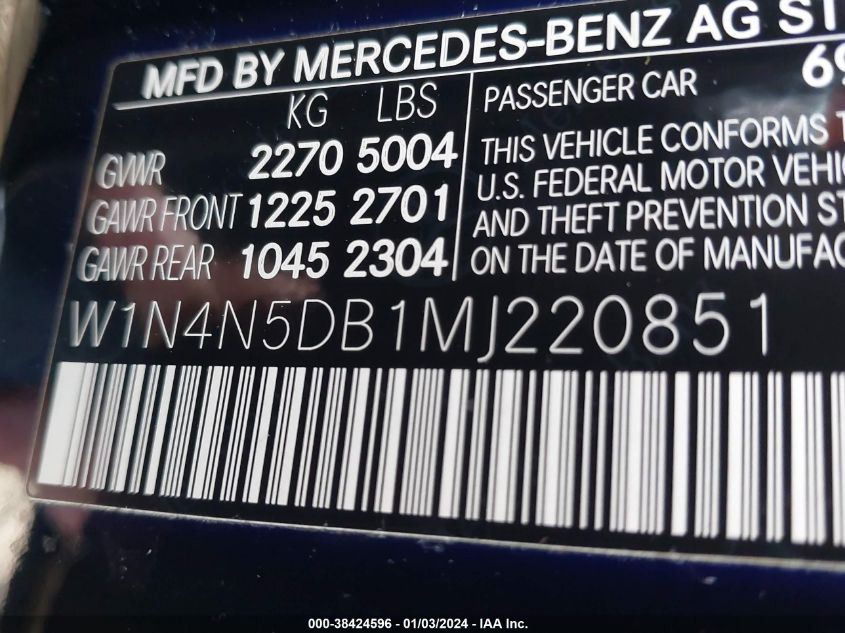 MFD BY MERCEDES-BENZ AG
KG LBS
GVWR 2270 5004
GAWR FRONT 1225 2701
GAWR REAR 1045 2304
PASSENGER CAR
THIS VEHICLE CONFORMS
U.S. FEDERAL MOTOR
AND THEFT PREVENTION
ON THE DATE OF
W1N4N5DB1MJ220851
000-38424596 - 01/03/2024 - IAA Inc.